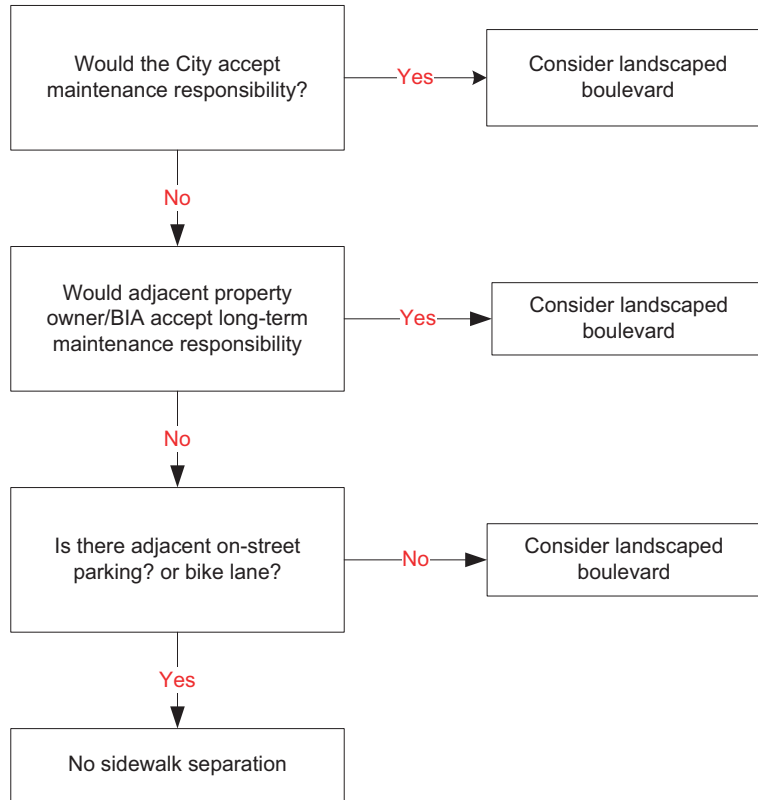 Would the City accept
maintenance responsibility?
Yes
Consider landscaped
boulevard
No
Would adjacent property
owner/BIA accept long-term
maintenance responsibility
Yes
Consider landscaped
boulevard
No
Is there adjacent on-street
parking? or bike lane?
No
Consider landscaped
boulevard
Yes
No sidewalk separation